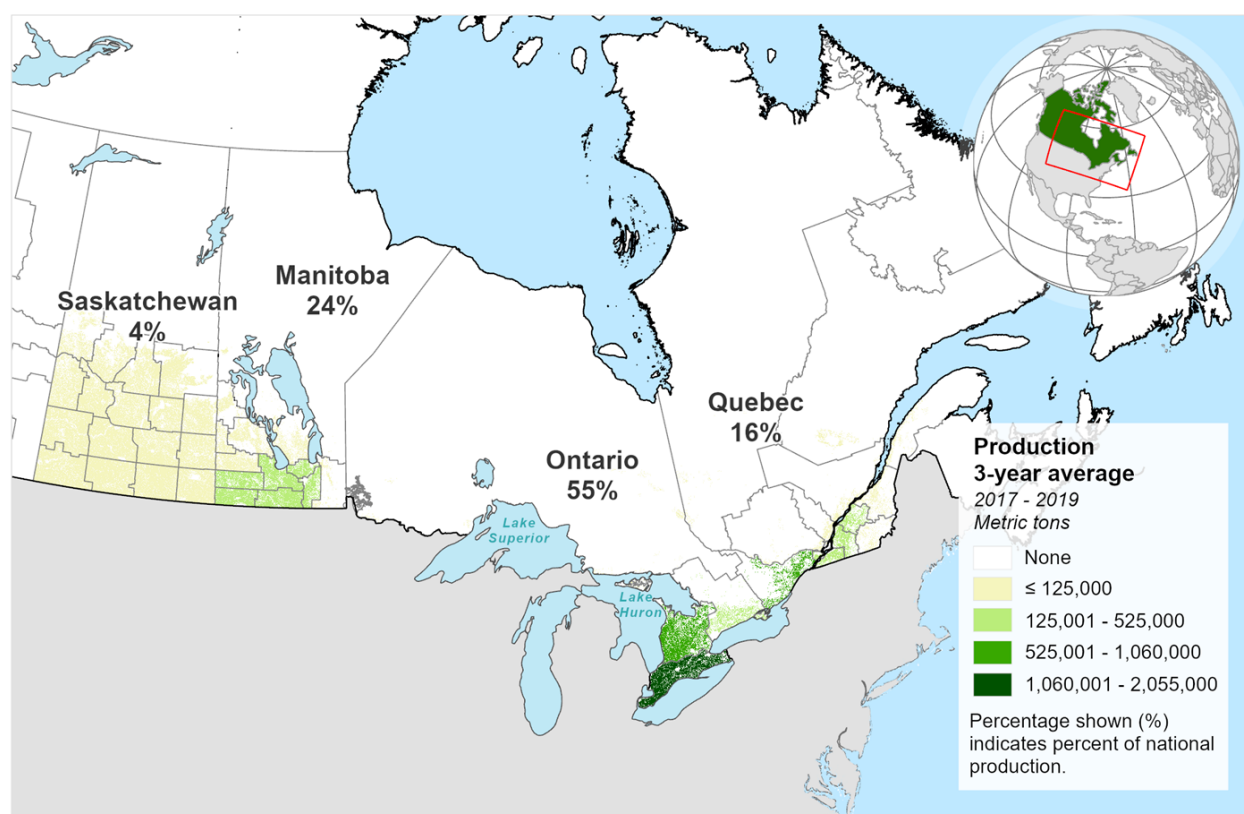 Manitoba
24%
Saskatchewan
4%
Quebec
16%
Ontario
55%
Lake
Superior
Lake
Huron
Production
3-year average
2017 - 2019
Metric tons
None
≤ 125,000
125,001 - 525,000
525,001 - 1,060,000
1,060,001 - 2,055,000
Percentage shown (%)
indicates percent of national
production.